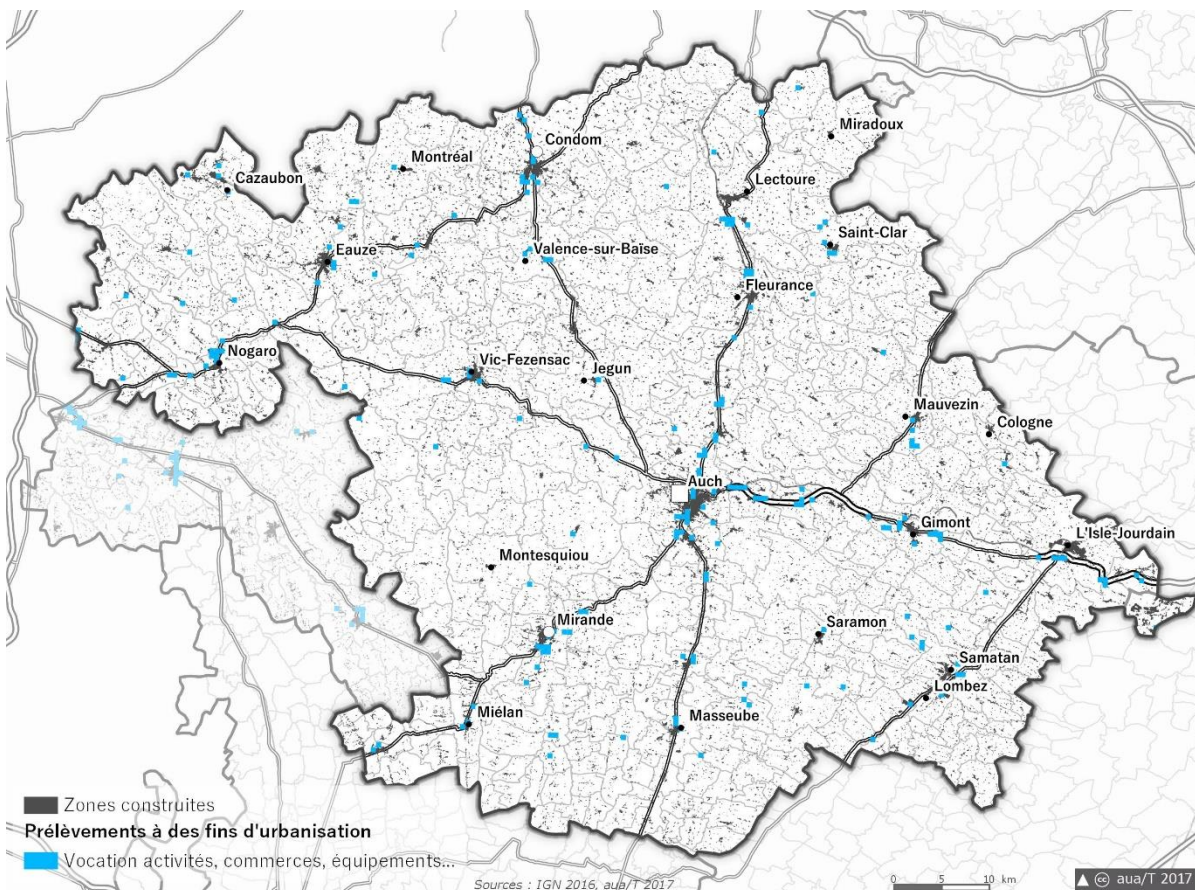 Miradoux
Condom
Montréal
Cazaubon
Lectoure
Saint-Clar
Eauze
Valence-sur-Baïse
Fleurance
Nogaro
Vic-Fezensac
Jegun
Mauvezin
Cologne
Auch
Gimont
L'Isle-Jourdain
Montesquiou
Mirande
Saramon
Samatan
Lombez
Miélan
Masseube
Zones construites
Prélèvements à des fins d'urbanisation
Vocation activités, commerces, équipements...
Sources : IGN 2016, aua/T 2017
0 5 10 km
▲ cc aua/T 2017